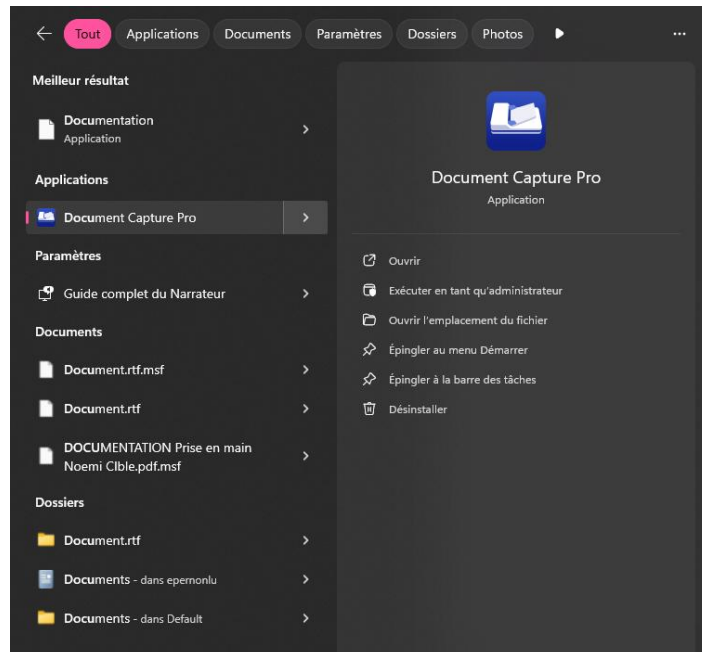 Tout Applications Documents Paramètres Dossiers Photos
Meilleur résultat
Documentation
Application
Applications
Document Capture Pro
Paramètres
Guide complet du Narrateur
Documents
Document.rtf.msf
Document.rtf
DOCUMENTATION Prise en main
Noemi CIble.pdf.msf
Dossiers
Document.rtf
Documents - dans epernonlu
Documents - dans Default
Document Capture Pro
Application
Ouvrir
Exécuter en tant qu'administrateur
Ouvrir l'emplacement du fichier
Épingler au menu Démarrer
Épingler à la barre des tâches
Désinstaller